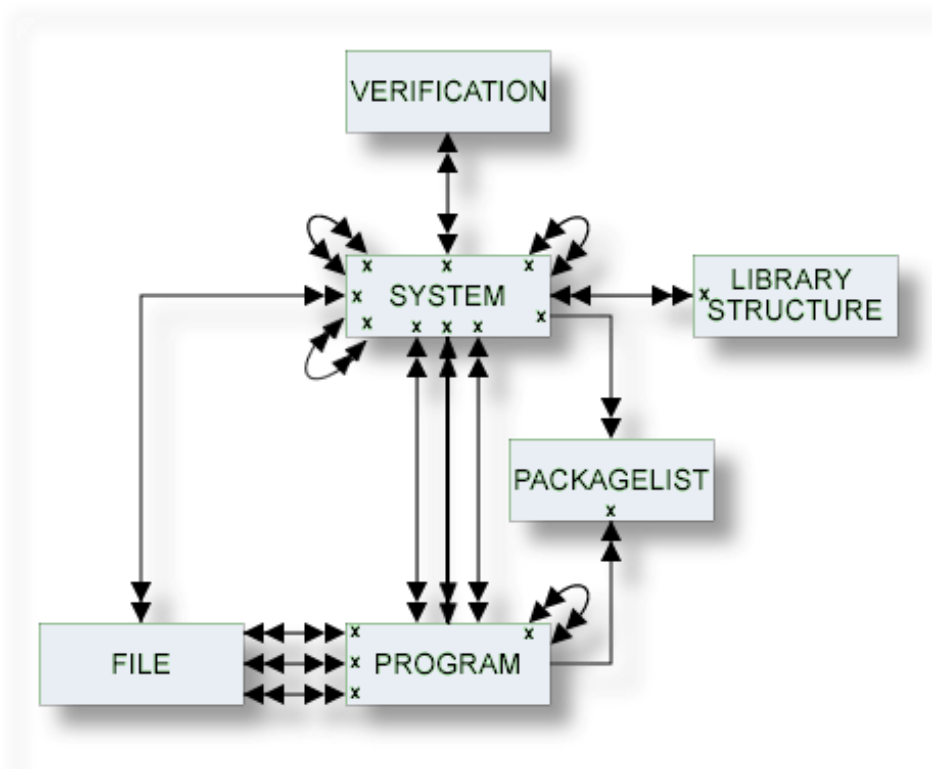 VERIFICATION
x x x
x SYSTEM
LIBRARY
x STRUCTURE
x x x x x
PACKAGELIST
x
x x
FILE
x PROGRAM
x